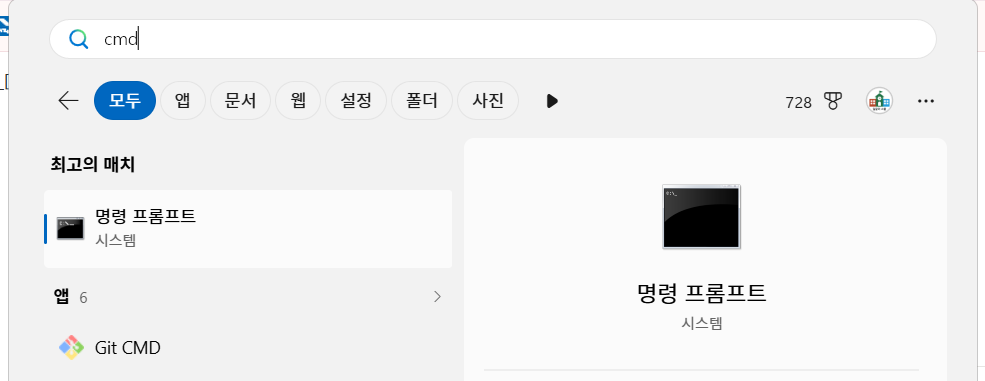 cmd
모두 앱 문서 웹 설정 폴더 사진 728
최고의 매치
명령 프롬프트
시스템
앱 6
Git CMD
명령 프롬프트
시스템